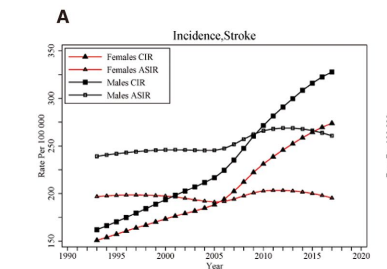 A
Incidence,Stroke
Females CIR
Females ASIR
Males CIR
Males ASIR
Rate Per 100 000
350
300
250
200
150
1990
1995
2000
2005
2010
2015
2020
Year